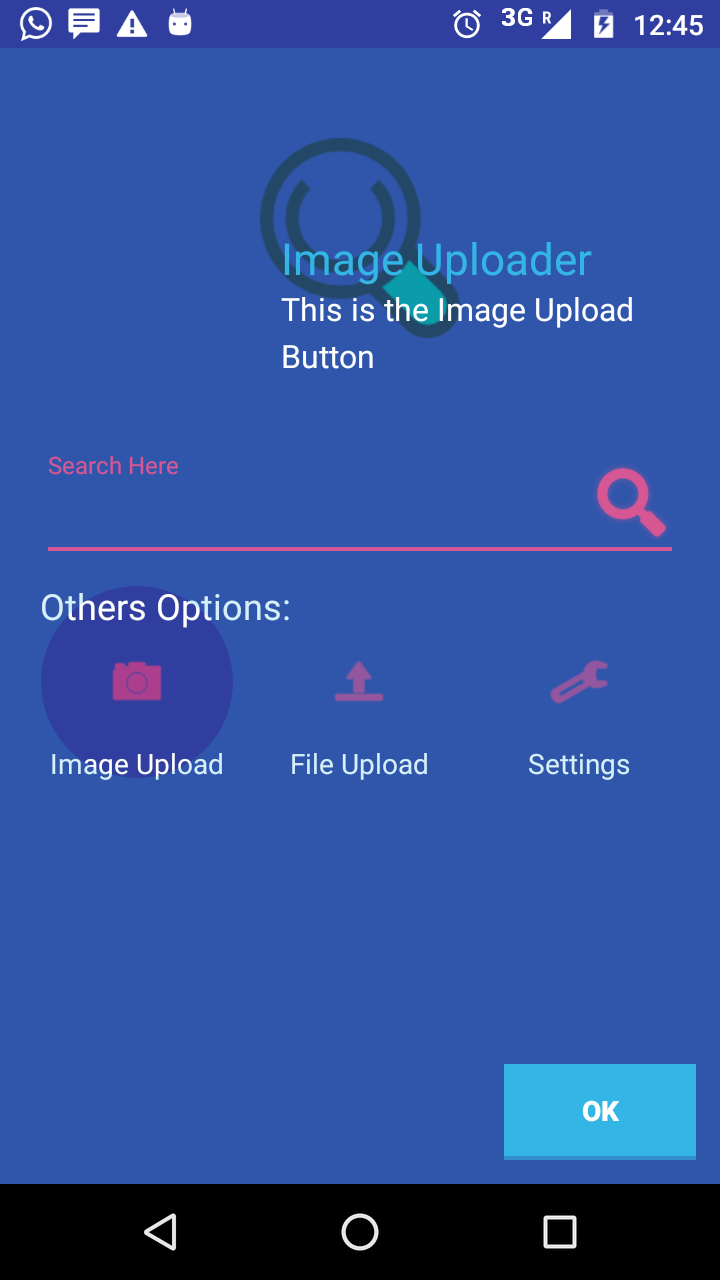 3G R 12:45
Image Uploader
This is the Image Upload
Button
Search Here
Others Options:
Image Upload File Upload Settings
OK